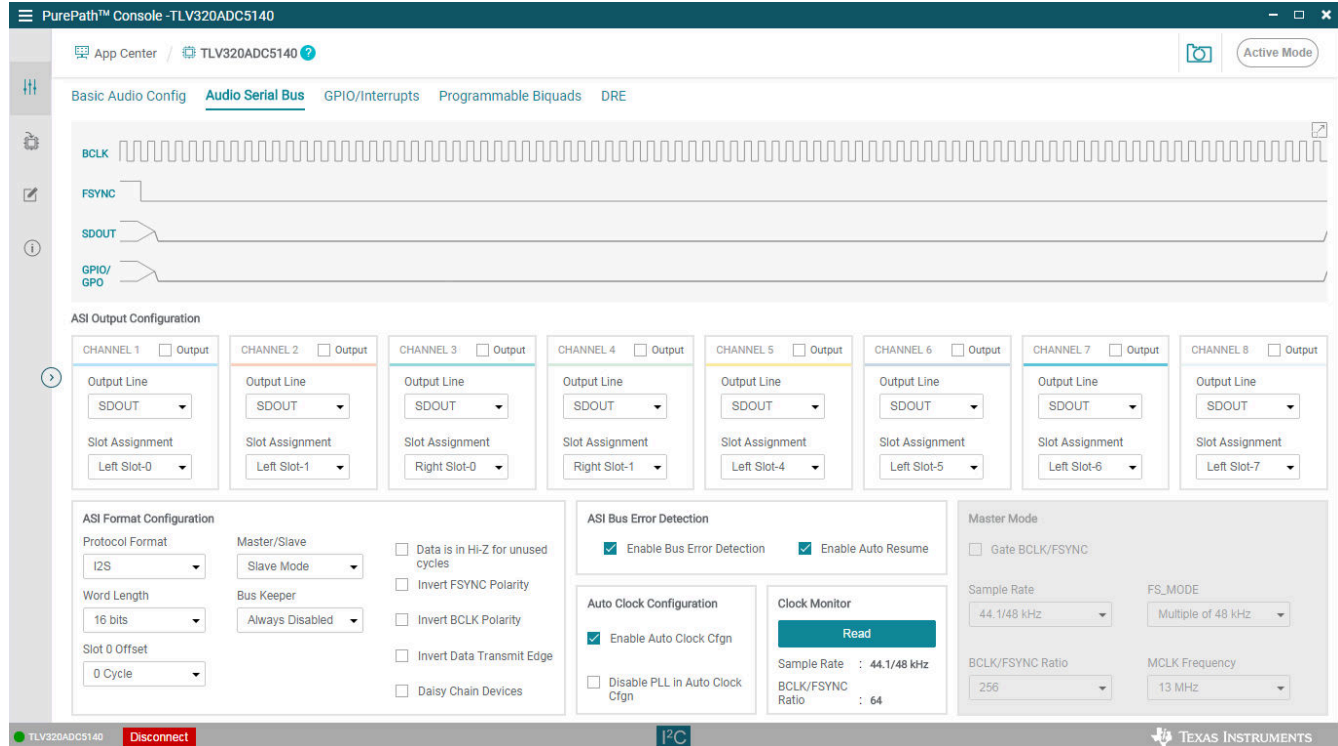 PurePath™ Console -TLV320ADC5140
App Center / TLV320ADC5140 ?
Active Mode
Basic Audio Config Audio Serial Bus GPIO/Interrupts Programmable Biquads DRE
BCLK
FSYNC
SDOUT
GPIO/
GPO
ASI Output Configuration
CHANNEL 1 Output CHANNEL 2 Output CHANNEL 3 Output CHANNEL 4 Output CHANNEL 5 Output CHANNEL 6 Output CHANNEL 7 Output CHANNEL 8 Output
Output Line Output Line Output Line Output Line Output Line Output Line Output Line Output Line
SDOUT SDOUT SDOUT SDOUT SDOUT SDOUT SDOUT SDOUT
Slot Assignment Slot Assignment Slot Assignment Slot Assignment Slot Assignment Slot Assignment Slot Assignment Slot Assignment
Left Slot-0 Left Slot-1 Right Slot-0 Right Slot-1 Left Slot-4 Left Slot-5 Left Slot-6 Left Slot-7
ASI Format Configuration
Protocol Format
I2S
Word Length
16 bits
Slot 0 Offset
0 Cycle
Master/Slave
Slave Mode
Bus Keeper
Always Disabled
Data is in Hi-Z for unused
cycles
Invert FSYNC Polarity
Invert BCLK Polarity
Invert Data Transmit Edge
Daisy Chain Devices
ASI Bus Error Detection
Enable Bus Error Detection Enable Auto Resume
Auto Clock Configuration
Enable Auto Clock Cfgn
Disable PLL in Auto Clock
Cfgn
Clock Monitor
Read
Sample Rate : 44.1/48 kHz
BCLK/FSYNC
Ratio : 64
Master Mode
Gate BCLK/FSYNC
Sample Rate FS_MODE
44.1/48 kHz Multiple of 48 kHz
BCLK/FSYNC Ratio MCLK Frequency
256 13 MHz
TLV320ADC5140 Disconnect I²C TEXAS INSTRUMENTS